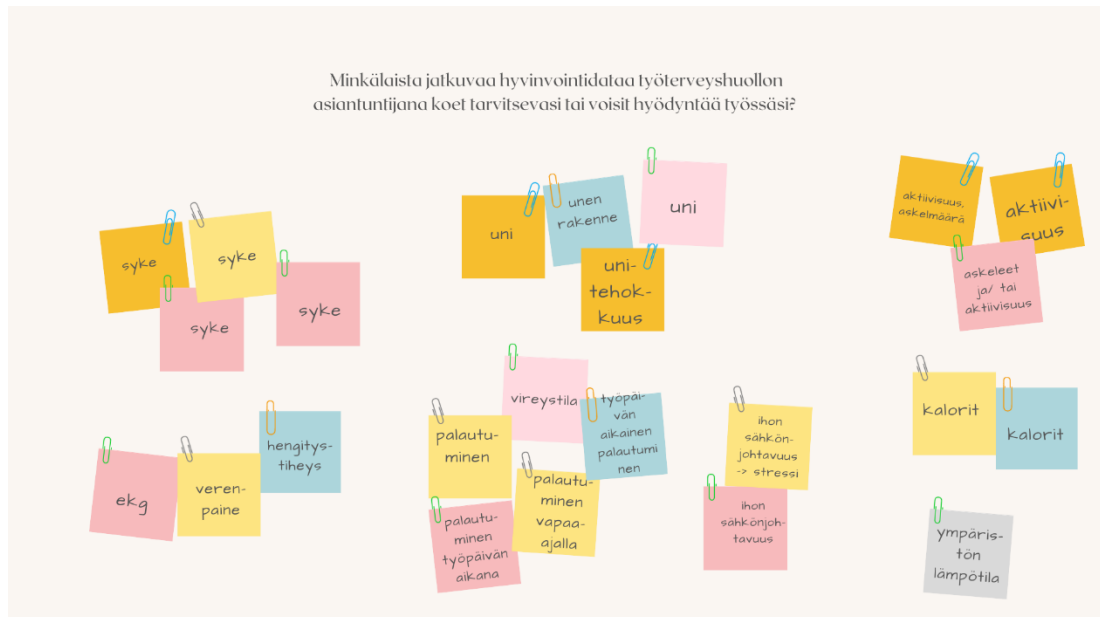 Minkälaista jatkuvaa hyvinvointidataa työterveyshuollon
asiantuntijana koet tarvitsevasi tai voisit hyödyntää työssäsi?
syke
syke
syke
syke
uni
unen
rakenne
uni
uni-
tehok-
kuus
aktiivisuus,
askelmäärä
aktiivi-
suus
askeleet
ja/ tai
aktiivisuus
ekg
veren-
paine
hengitys-
tiheys
vireystila
palautu-
minen
työpäi-
vän
aikainen
palautumi
nen
palautu-
minen
vapaa-
ajalla
palautu-
minen
työpäivän
aikana
ihon
sähkön-
johtavuus
-> stressi
ihon
sähkönjoh-
tavuus
kalorit
kalorit
ympäris-
tön
lämpötila